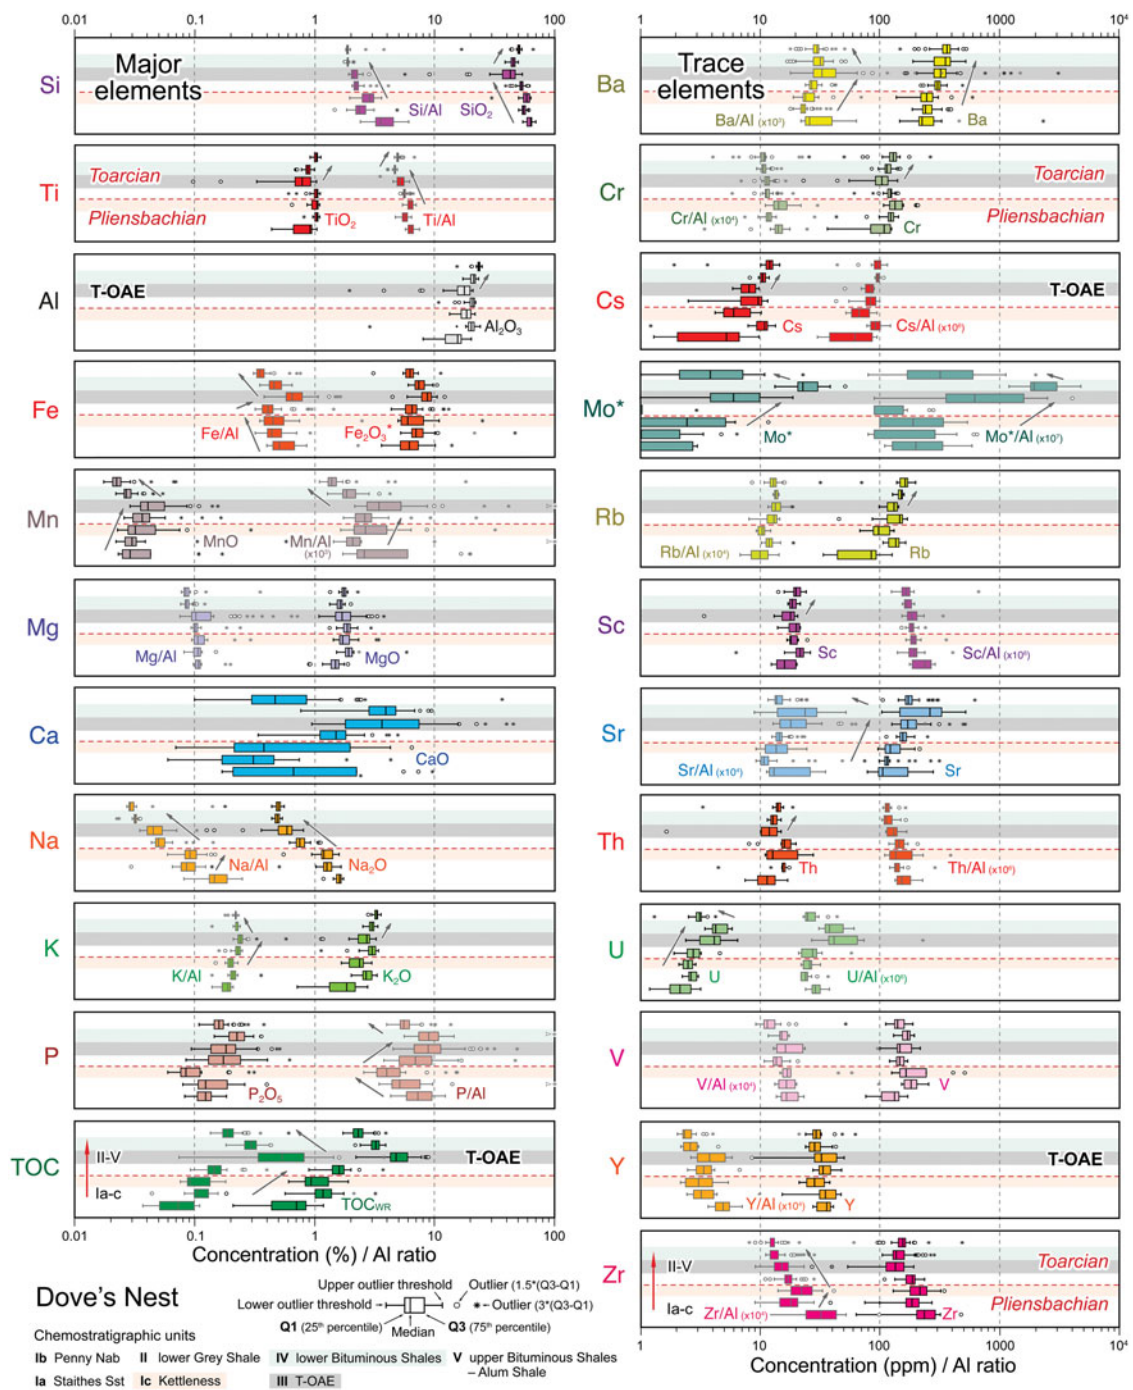 0.01 0.1 1 10 100
1 10 100 1000 10⁴
Major elements
Si
Si/Al SiO₂
Toarcian
Ti
Pliensbachian
TiO₂ Ti/Al
T-OAE
Al
Al₂O₃
Fe
Fe/Al Fe₂O₃*
Mn
MnO Mn/Al (x10³)
Mg
Mg/Al MgO
Ca
CaO
Na
Na/Al Na₂O
K
K/Al K₂O
P
P₂O₅ P/Al
TOC
II-V
T-OAE
Ia-c
TOC_WR
0.01 0.1 1 10 100
Concentration (%) / Al ratio
Trace elements
Ba
Ba/Al (x10³) Ba
Toarcian
Cr
Cr/Al (x10⁴) Cr
Pliensbachian
T-OAE
Cs
Cs Cs/Al
Mo*
Mo* Mo*/Al
Rb
Rb/Al (x10⁴) Rb
Sc
Sc Sc/Al
Sr
Sr/Al (x10⁴) Sr
Th
Th Th/Al
U
U U/Al
V
V/Al (x10⁴) V
T-OAE
Y
Y/Al Y
Zr
II-V
Toarcian
Ia-c
Pliensbachian
Zr/Al Zr
1 10 100 1000 10⁴
Concentration (ppm) / Al ratio
Dove's Nest
Upper outlier threshold
Outlier (1.5*(Q3-Q1)
Lower outlier threshold
Outlier (3*(Q3-Q1)
Q1 (25th percentile)
Median
Q3 (75th percentile)
Chemostratigraphic units
Ib Penny Nab II lower Grey Shale IV lower Bituminous Shales V upper Bituminous Shales
– Alum Shale
Ia Staithes Sst Ic Kettleness III T-OAE